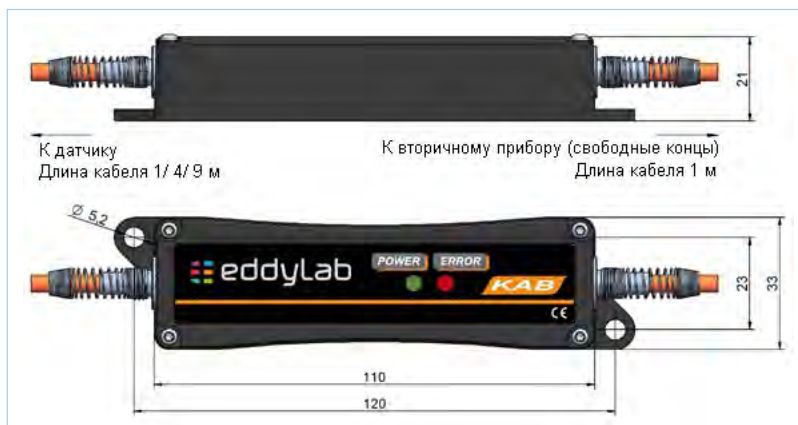 21
К датчику
Длина кабеля 1/ 4/ 9 м
К вторичному прибору (свободные концы)
Длина кабеля 1 м
Ø 5,2
eddyLab
POWER ERROR
KAB
CE
23
33
110
120